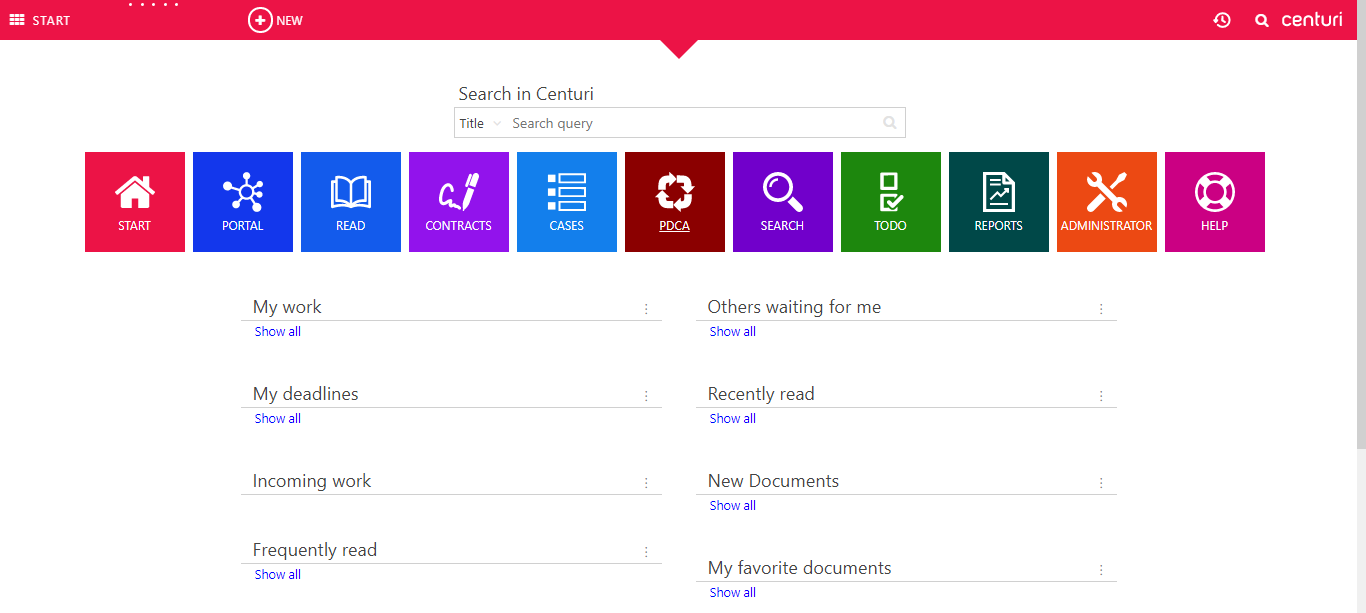 START
NEW
centuri
Search in Centuri
Title Search query
START
PORTAL
READ
CONTRACTS
CASES
PDCA
SEARCH
TODO
REPORTS
ADMINISTRATOR
HELP
My work
Show all
Others waiting for me
Show all
My deadlines
Show all
Recently read
Show all
Incoming work
New Documents
Show all
Frequently read
Show all
My favorite documents
Show all